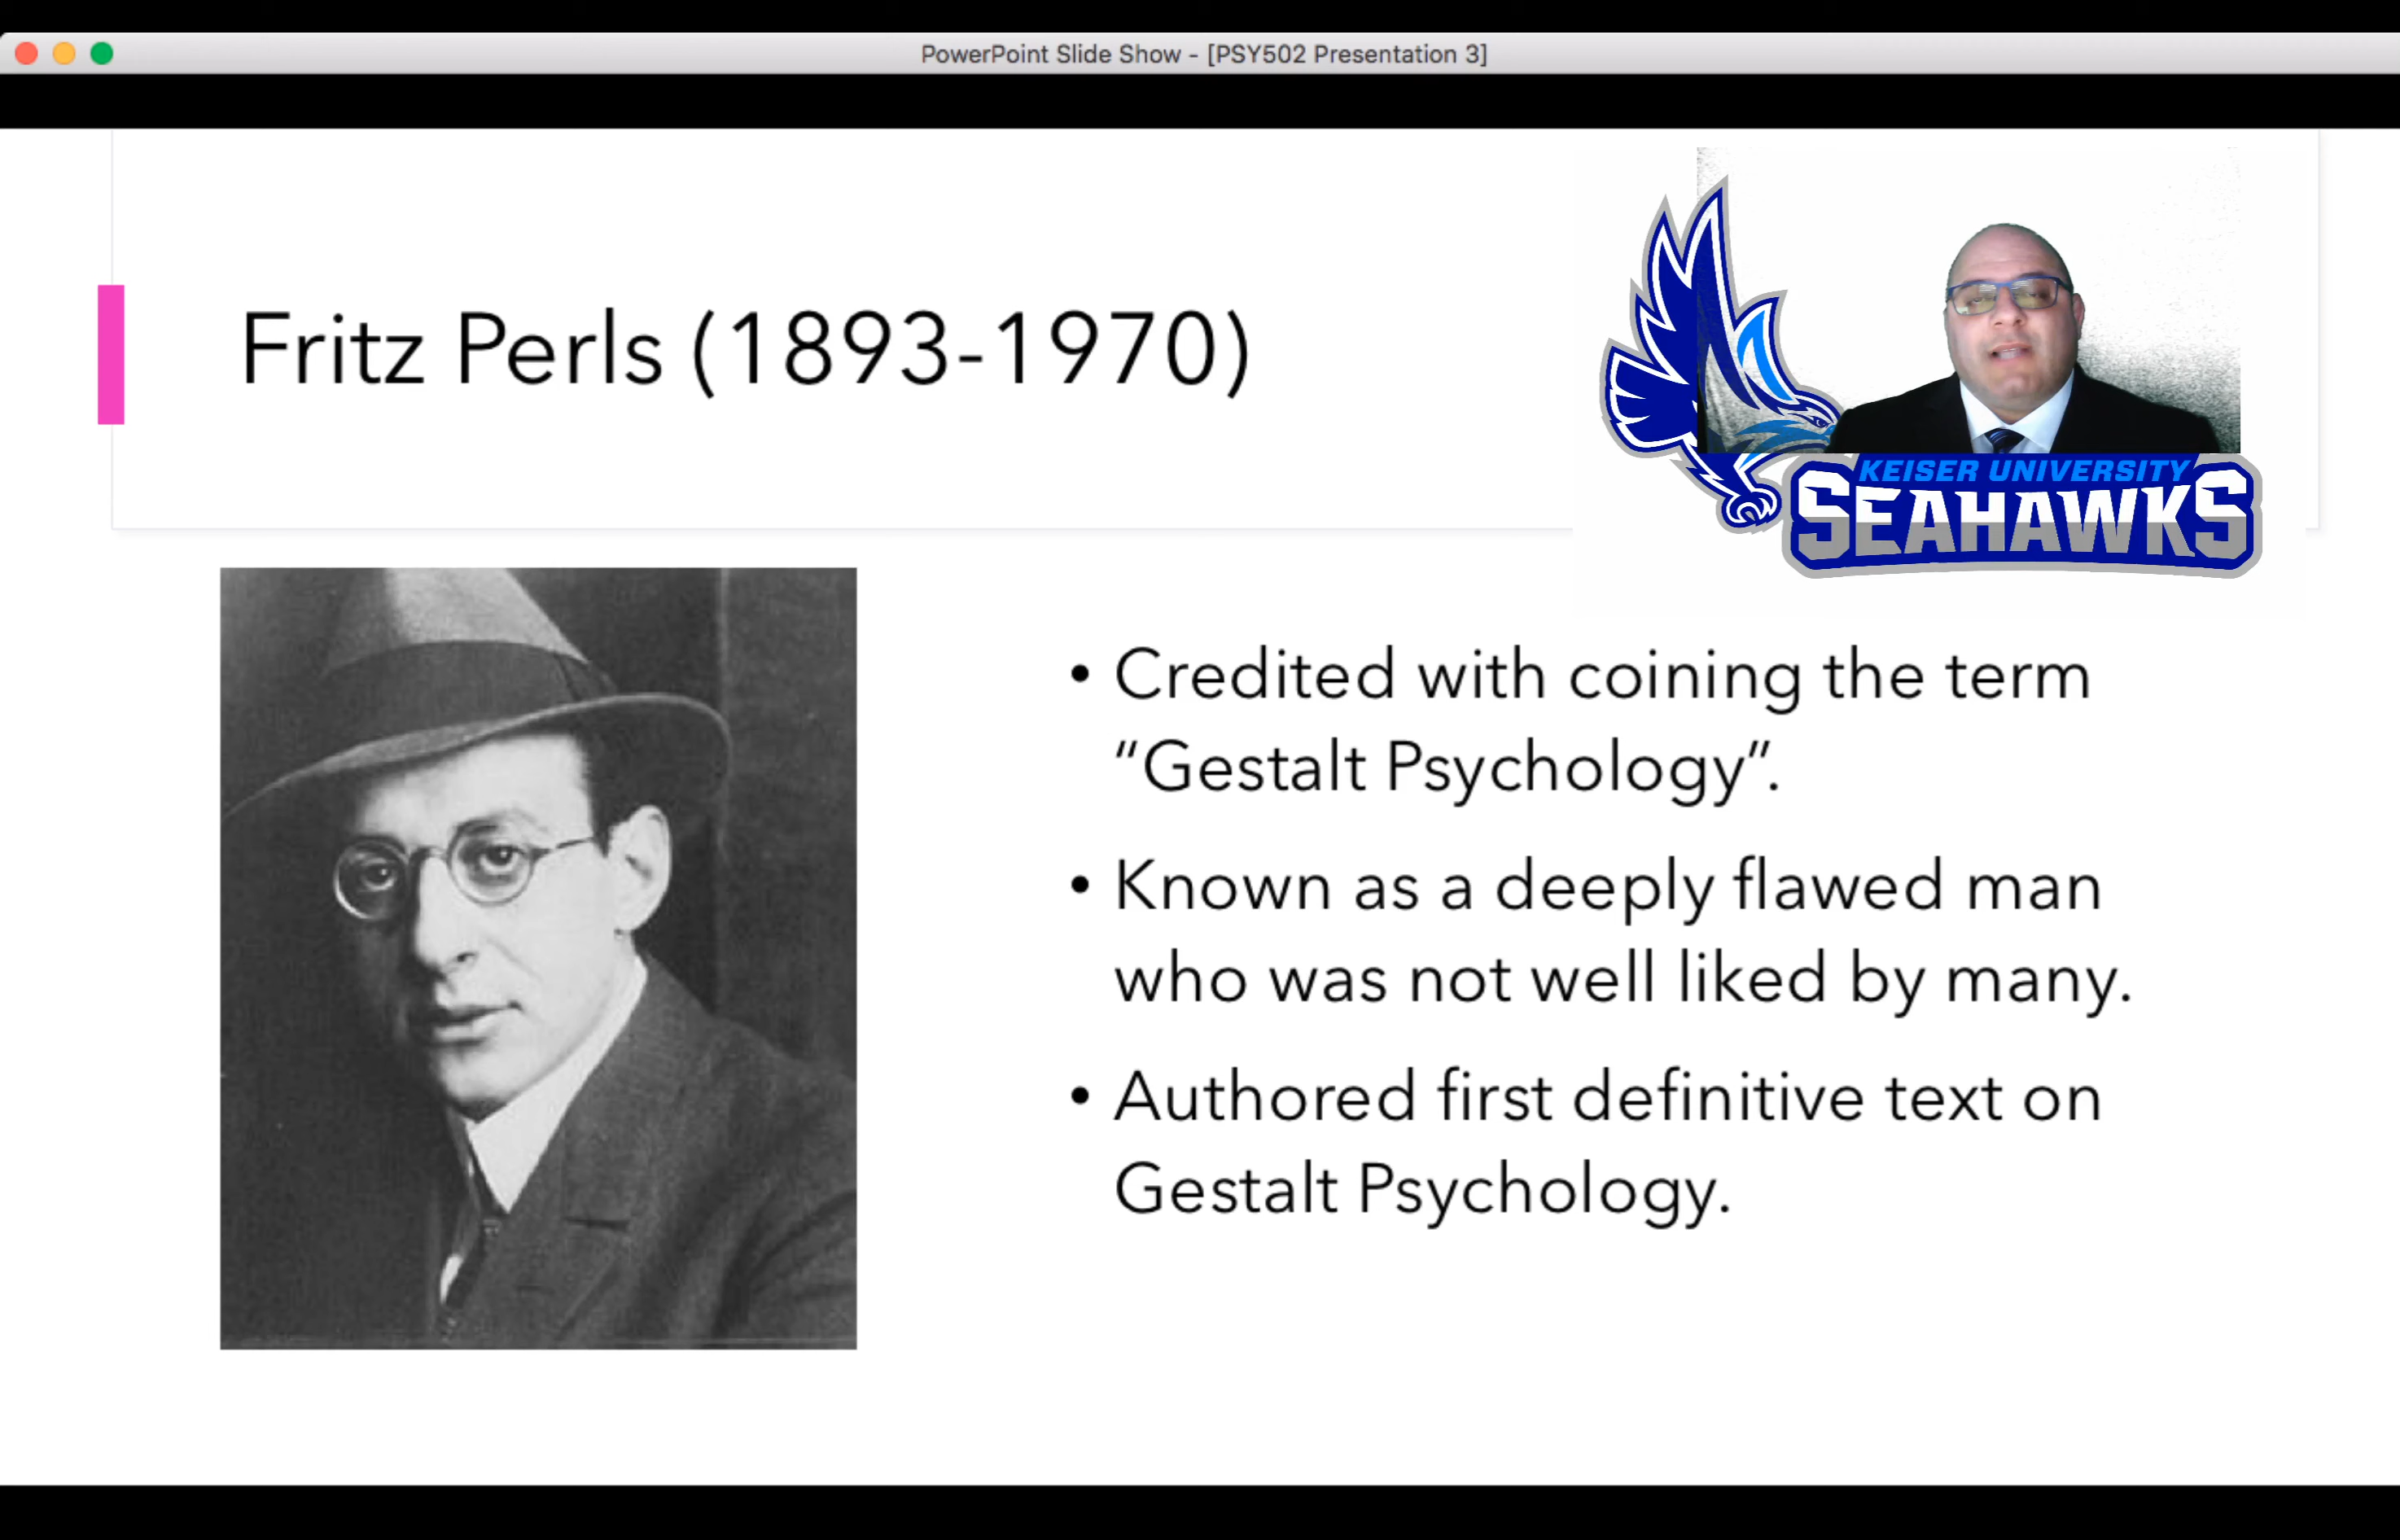 PowerPoint Slide Show - [PSY502 Presentation 3]
Fritz Perls (1893-1970)
KEISER UNIVERSITY
SEAHAWKS
• Credited with coining the term
“Gestalt Psychology”.
• Known as a deeply flawed man
who was not well liked by many.
• Authored first definitive text on
Gestalt Psychology.